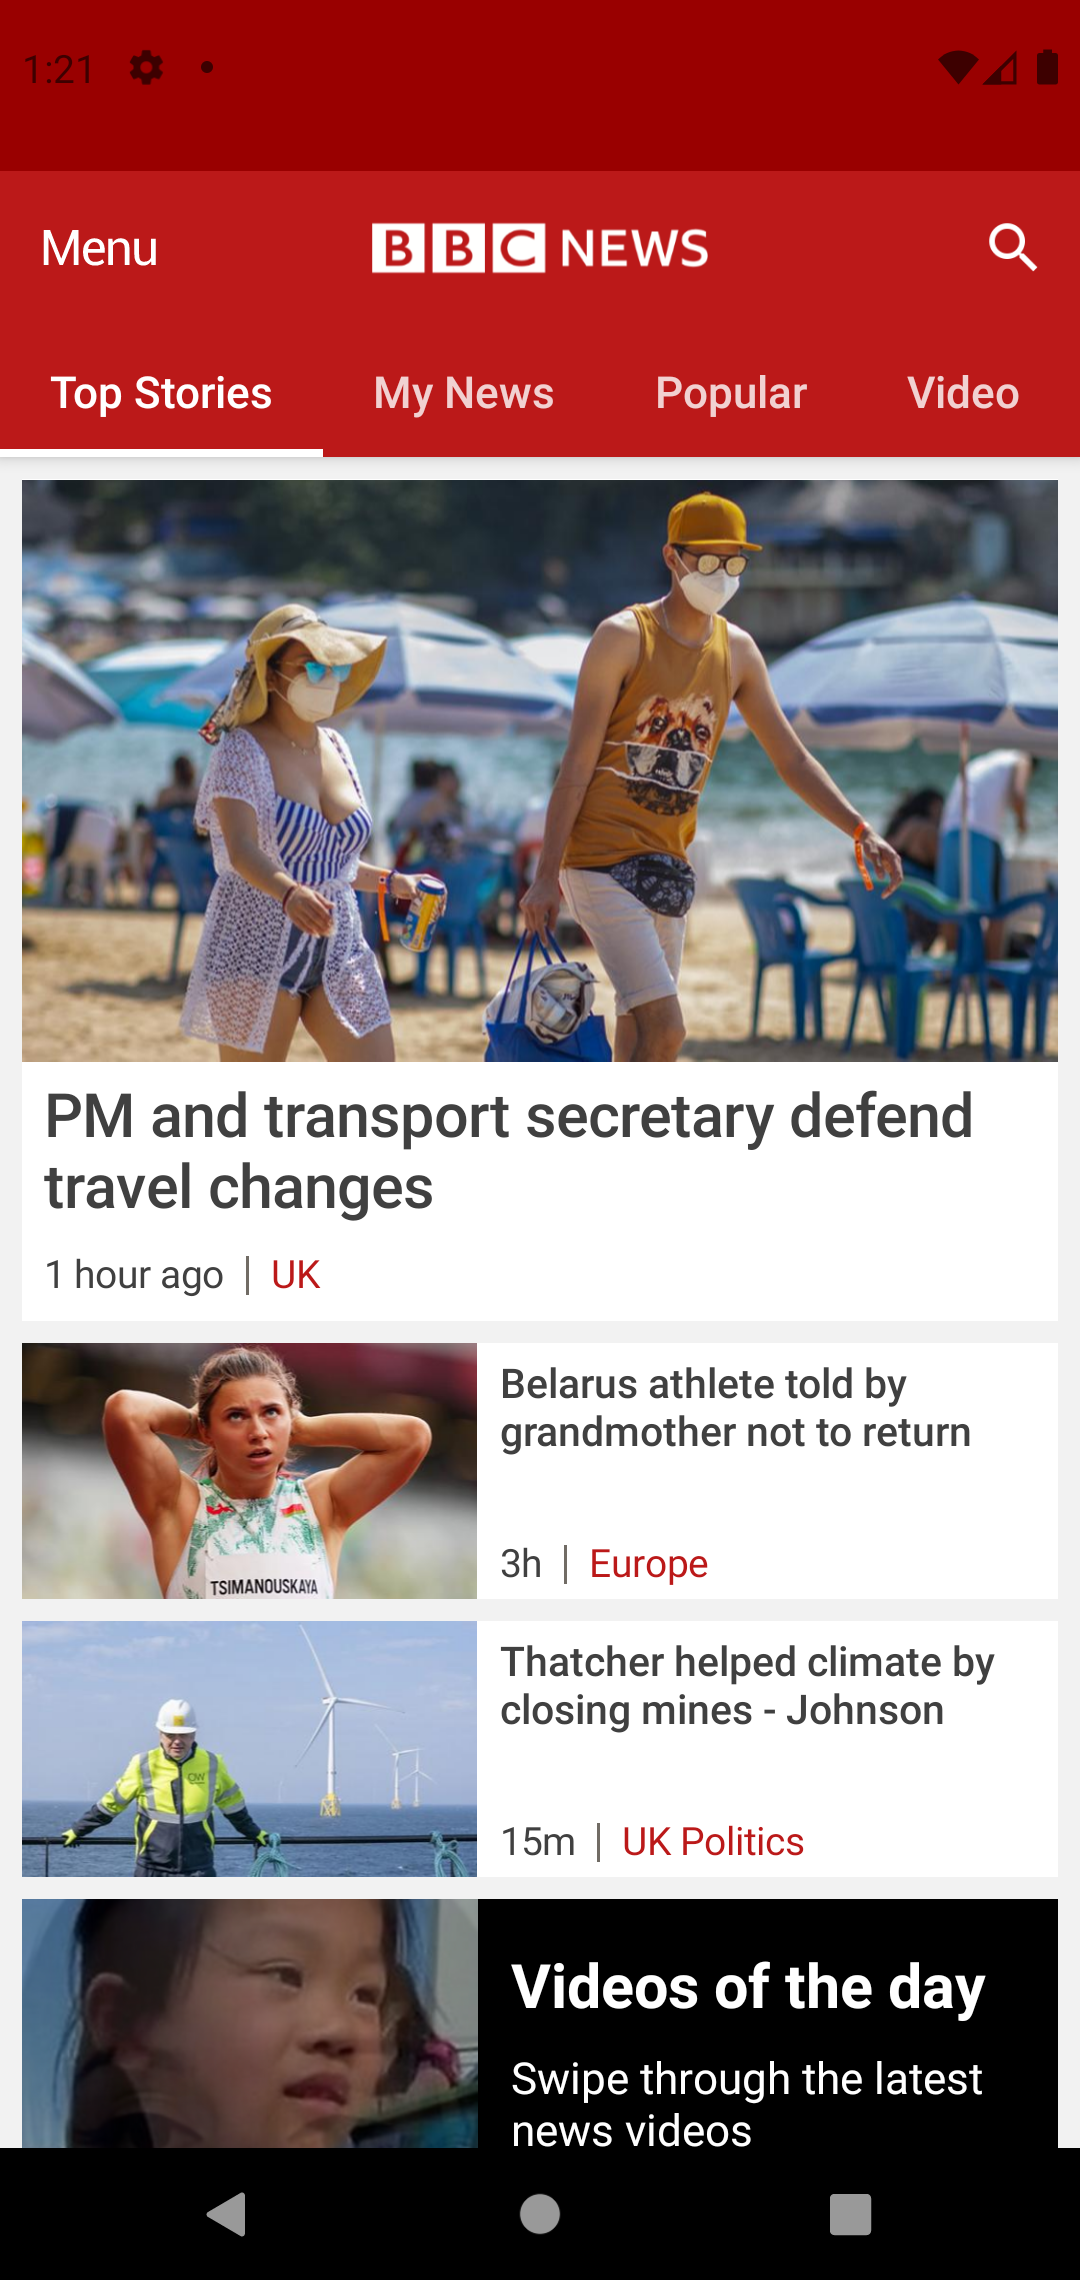 1:21
Menu
BBC NEWS
Top Stories
My News
Popular
Video
PM and transport secretary defend
travel changes
1 hour ago | UK
TSIMANOUSKAYA
Belarus athlete told by
grandmother not to return
3h | Europe
Thatcher helped climate by
closing mines - Johnson
15m | UK Politics
Videos of the day
Swipe through the latest
news videos